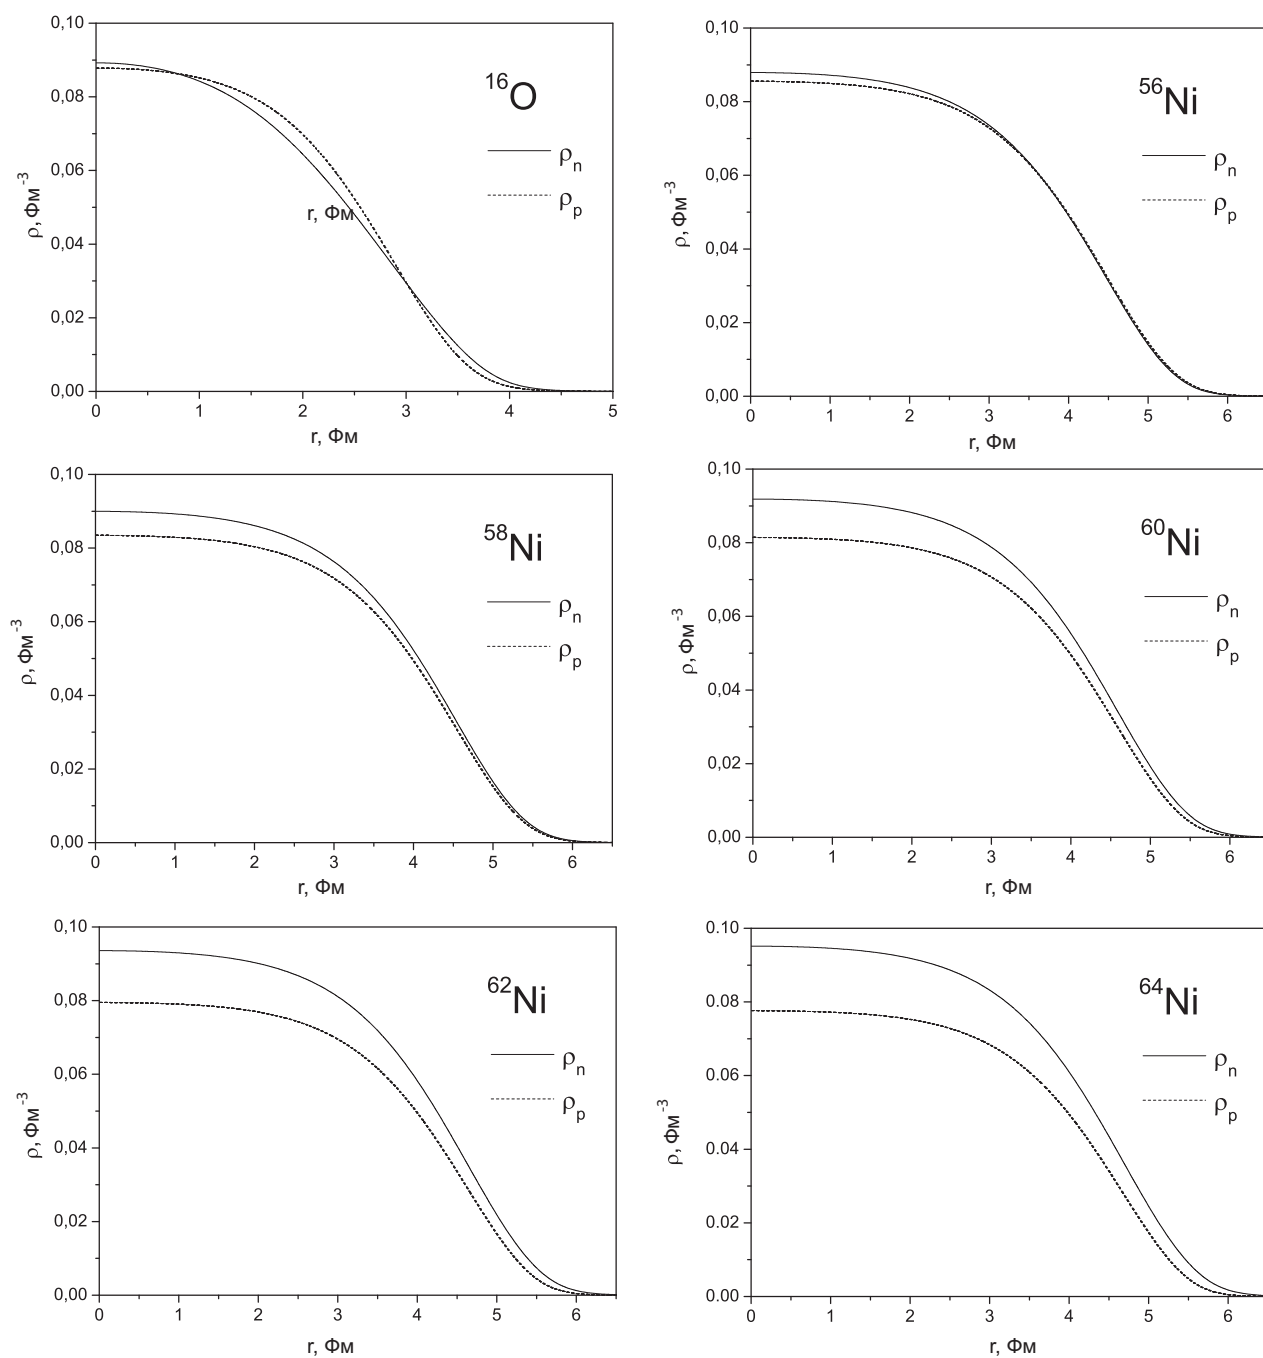 0,10
0,08
0,06
0,04
0,02
0,00
ρ, Фм⁻³
¹⁶O
ρₙ
ρₚ
r, Фм
0 1 2 3 4 5
r, Фм
0,10
0,08
0,06
0,04
0,02
0,00
ρ, Фм⁻³
⁵⁶Ni
ρₙ
ρₚ
0 1 2 3 4 5 6
r, Фм
0,10
0,08
0,06
0,04
0,02
0,00
ρ, Фм⁻³
⁵⁸Ni
ρₙ
ρₚ
0 1 2 3 4 5 6
r, Фм
0,10
0,08
0,06
0,04
0,02
0,00
ρ, Фм⁻³
⁶⁰Ni
ρₙ
ρₚ
0 1 2 3 4 5 6
r, Фм
0,10
0,08
0,06
0,04
0,02
0,00
ρ, Фм⁻³
⁶²Ni
ρₙ
ρₚ
0 1 2 3 4 5 6
r, Фм
0.10
0.08
0.06
0.04
0.02
0.00
ρ, Фм⁻³
⁶⁴Ni
ρₙ
ρₚ
0 1 2 3 4 5 6
r, Фм